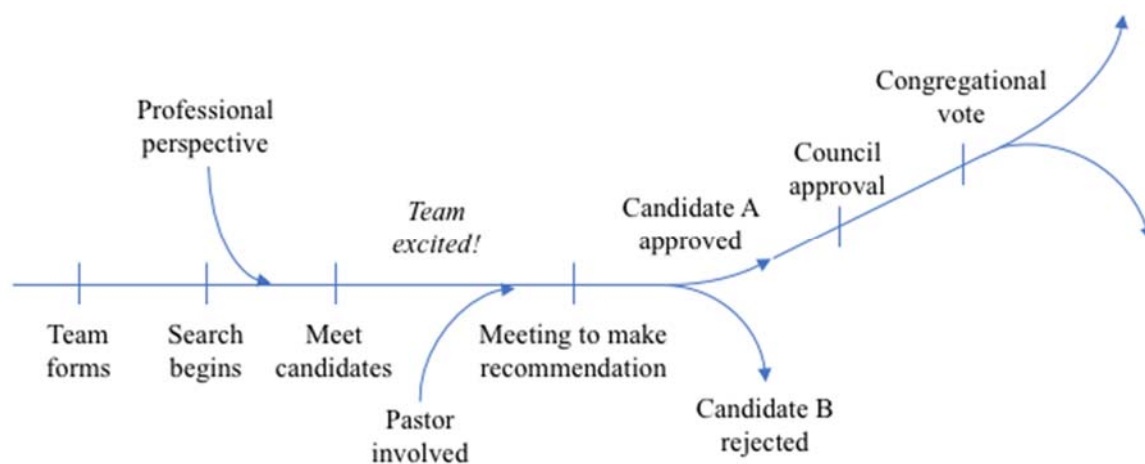 Professional
perspective
Team
excited!
Candidate A
approved
Council
approval
Congregational
vote
Team
forms
Search
begins
Meet
candidates
Pastor
involved
Meeting to make
recommendation
Candidate B
rejected